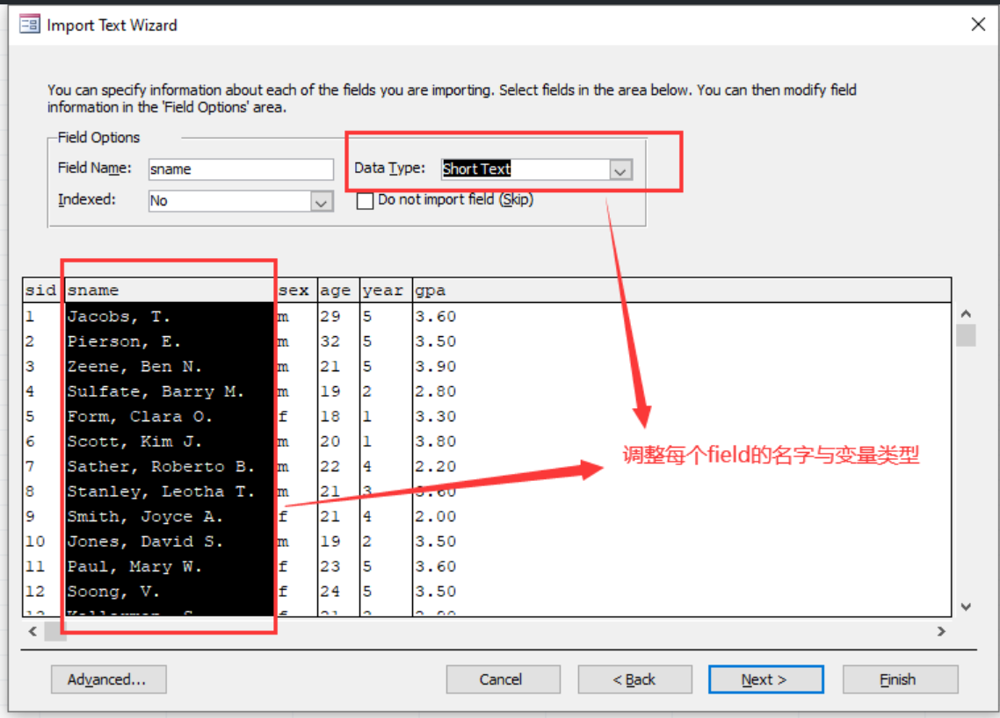 Import Text Wizard
You can specify information about each of the fields you are importing. Select fields in the area below. You can then modify field
information in the 'Field Options' area.
Field Options
Field Name: sname Data Type: Short Text
Indexed: No Do not import field (Skip)
sid sname sex age year gpa
1 Jacobs, T. m 29 5 3.60
2 Pierson, E. m 32 5 3.50
3 Zeene, Ben N. m 21 5 3.90
4 Sulfate, Barry M. m 19 2 2.80
5 Form, Clara O. f 18 1 3.30
6 Scott, Kim J. m 20 1 3.80
7 Sather, Roberto B. m 22 4 2.20
8 Stanley, Leotha T. m 21 3 3.60
9 Smith, Joyce A. f 21 4 2.00
10 Jones, David S. m 19 2 3.50
11 Paul, Mary W. f 23 5 3.60
12 Soong, V. f 24 5 3.50
调整每个field的名字与变量类型
Advanced... Cancel < Back Next > Finish